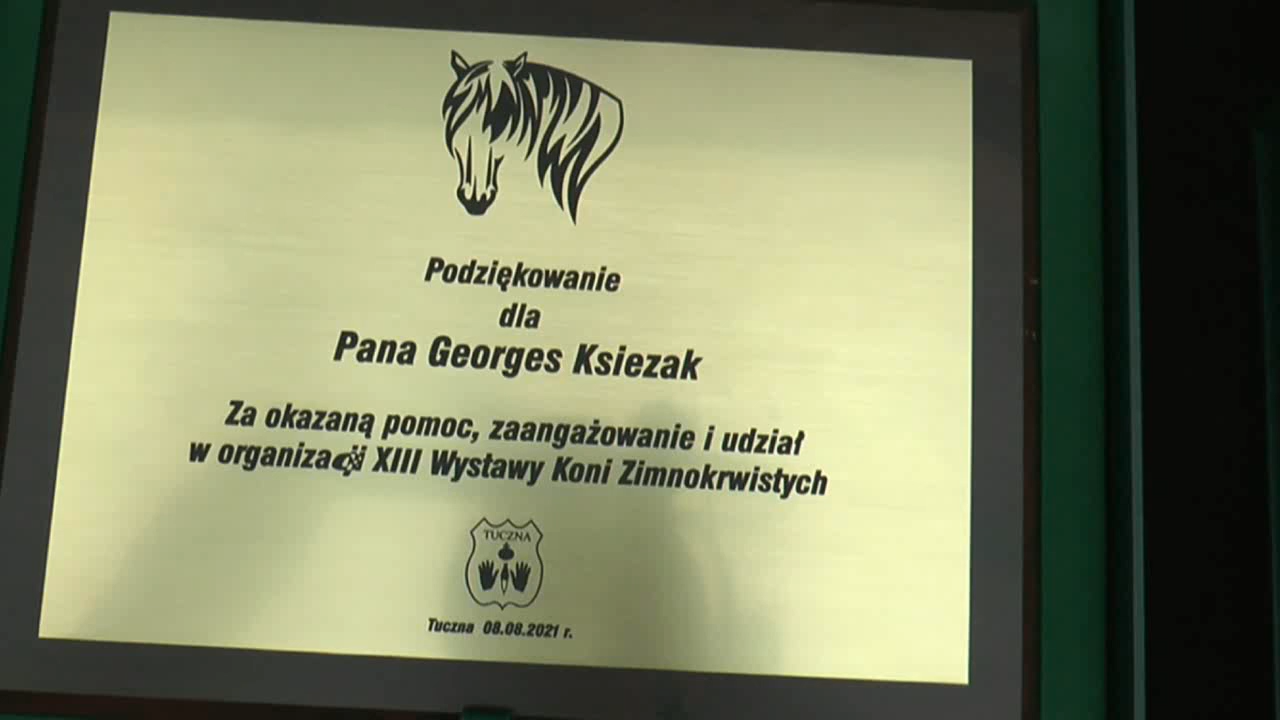 Podziękowanie
dla
Pana Georges Ksiezak
Za okazaną pomoc, zaangażowanie i udział
w organizacji XIII Wystawy Koni Zimnokrwistych
TUCZNA
Tuczna 08.08.2021 r.